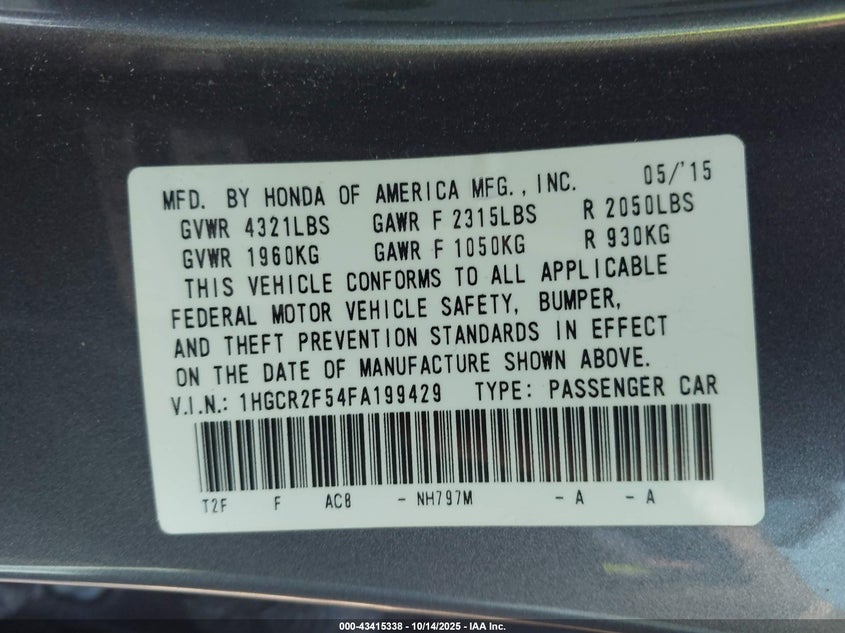 MFD. BY HONDA OF AMERICA MFG., INC. 05/'15
GVWR 4321LBS GAWR F 2315LBS R 2050LBS
GVWR 1960KG GAWR F 1050KG R 930KG
THIS VEHICLE CONFORMS TO ALL APPLICABLE
FEDERAL MOTOR VEHICLE SAFETY, BUMPER,
AND THEFT PREVENTION STANDARDS IN EFFECT
ON THE DATE OF MANUFACTURE SHOWN ABOVE.
V.I.N.: 1HGCR2F54FA199429 TYPE: PASSENGER CAR
T2F F AC8 - NH797M - A - A
000-43415338 - 10/14/2025 - IAA Inc.